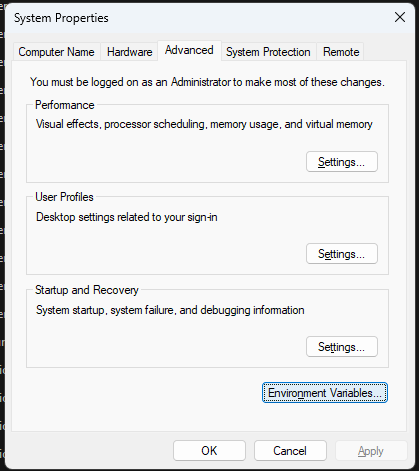 System Properties
Computer Name Hardware Advanced System Protection Remote
You must be logged on as an Administrator to make most of these changes.
Performance
Visual effects, processor scheduling, memory usage, and virtual memory
Settings...
User Profiles
Desktop settings related to your sign-in
Settings...
Startup and Recovery
System startup, system failure, and debugging information
Settings...
Environment Variables...
OK Cancel Apply